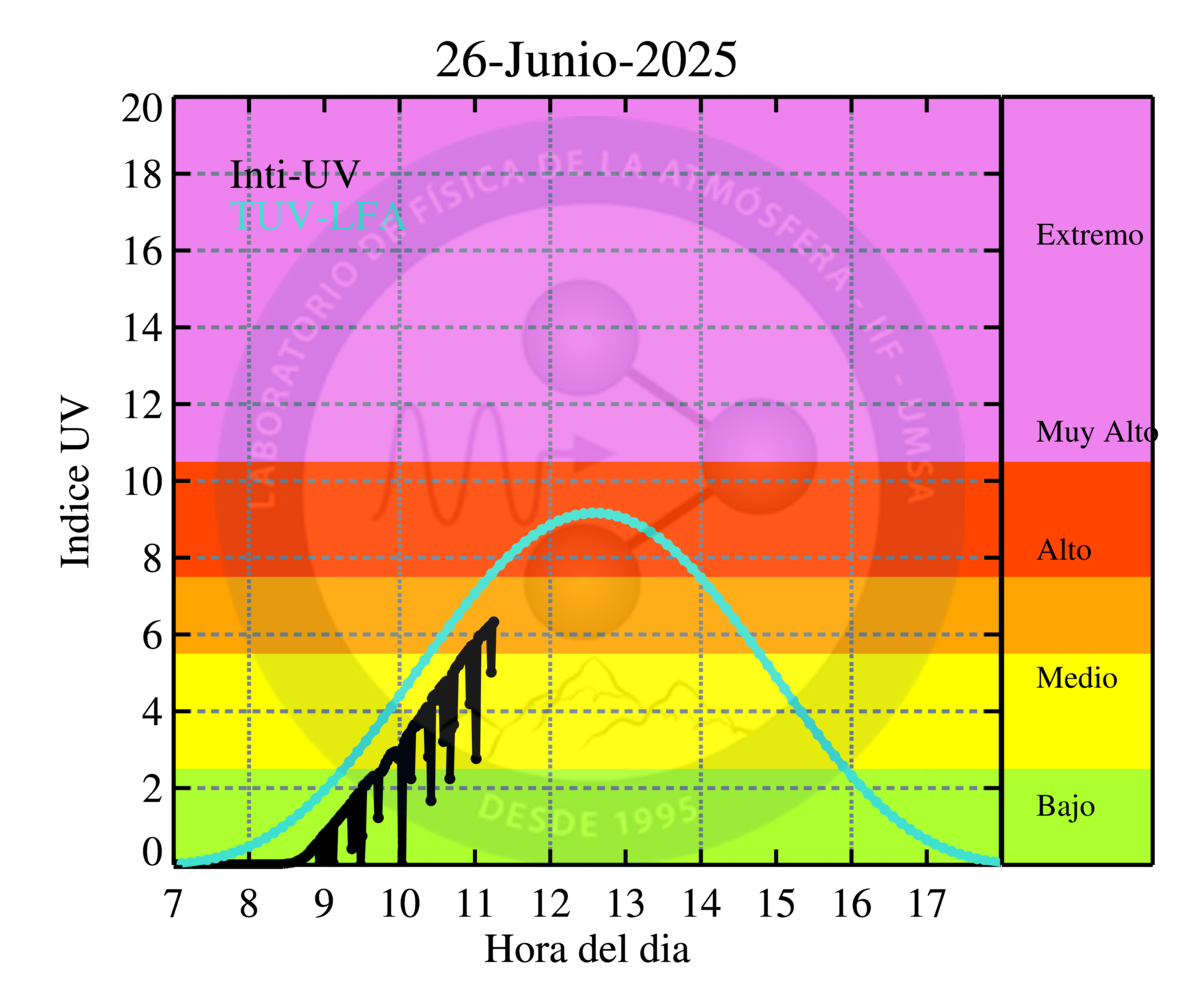 26-Junio-2025
Indice UV
20
18
16
14
12
10
8
6
4
2
0
Inti-UV
TUV-LFA
LABORATORIO DE FÍSICA DE LA ATMÓSFERA - IIF - UMSA
DESDE 1995
Extremo
Muy Alto
Alto
Medio
Bajo
7 8 9 10 11 12 13 14 15 16 17
Hora del dia